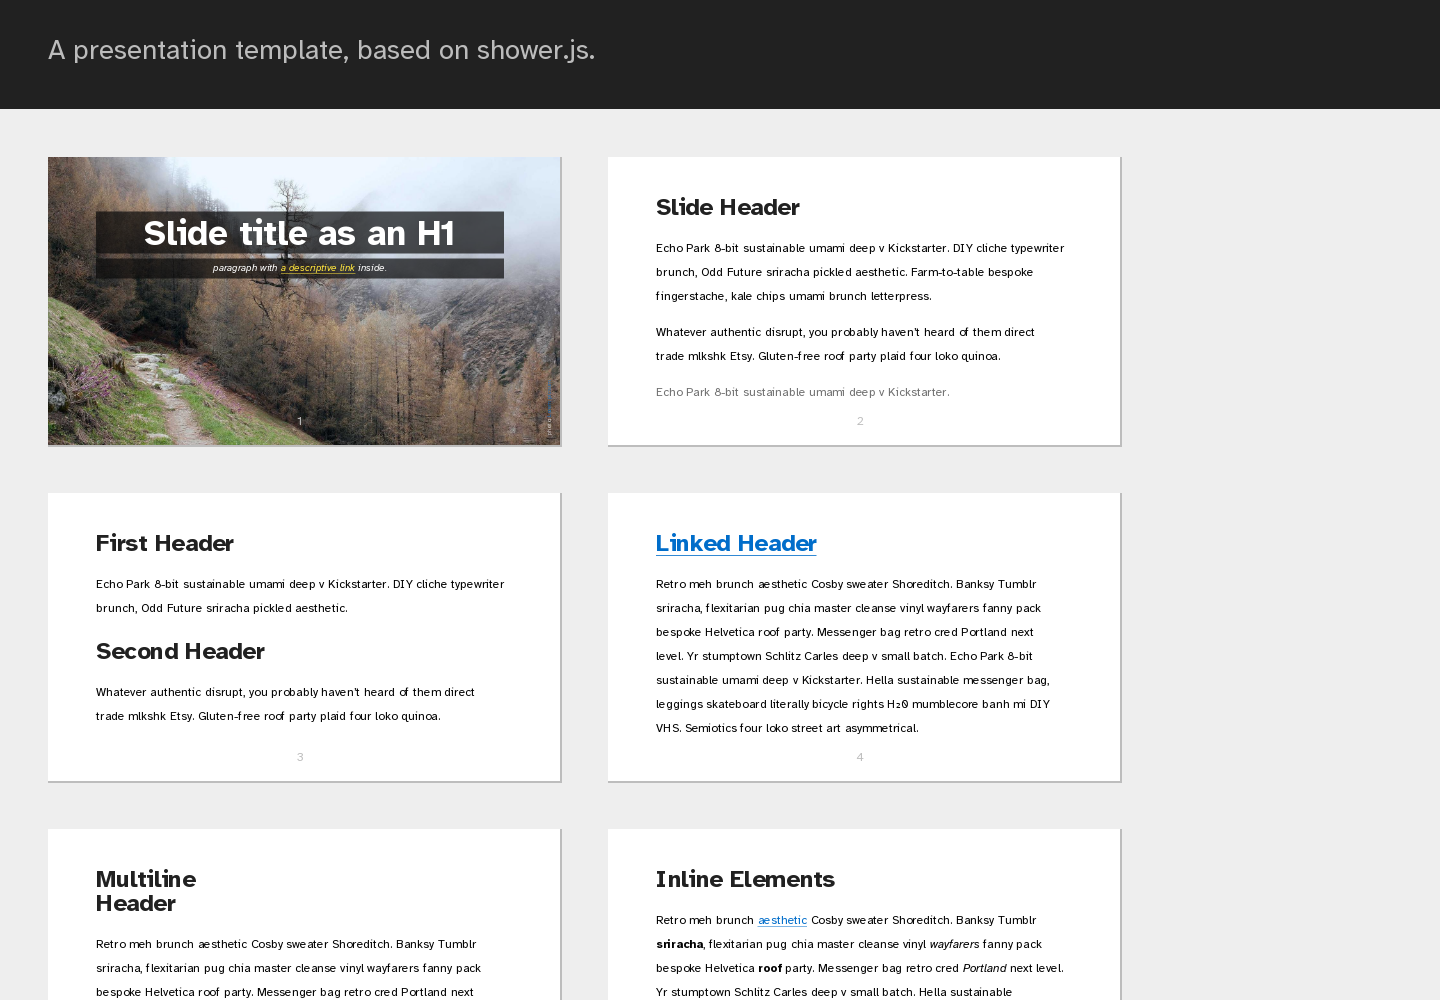 A presentation template, based on shower.js.
Slide title as an H1
paragraph with a descriptive link inside.
1
Slide Header
Echo Park 8-bit sustainable umami deep v Kickstarter. DIY cliche typewriter
brunch, Odd Future sriracha pickled aesthetic. Farm-to-table bespoke
fingerstache, kale chips umami brunch letterpress.
Whatever authentic disrupt, you probably haven't heard of them direct
trade mlkshk Etsy. Gluten-free roof party plaid four loko quinoa.
Echo Park 8-bit sustainable umami deep v Kickstarter.
2
First Header
Echo Park 8-bit sustainable umami deep v Kickstarter. DIY cliche typewriter
brunch, Odd Future sriracha pickled aesthetic.
Second Header
Whatever authentic disrupt, you probably haven't heard of them direct
trade mlkshk Etsy. Gluten-free roof party plaid four loko quinoa.
3
Linked Header
Retro meh brunch aesthetic Cosby sweater Shoreditch. Banksy Tumblr
sriracha, flexitarian pug chia master cleanse vinyl wayfarers fanny pack
bespoke Helvetica roof party. Messenger bag retro cred Portland next
level. Yr stumptown Schlitz Carles deep v small batch. Echo Park 8-bit
sustainable umami deep v Kickstarter. Hella sustainable messenger bag,
leggings skateboard literally bicycle rights H₂0 mumblecore banh mi DIY
VHS. Semiotics four loko street art asymmetrical.
4
Multiline
Header
Retro meh brunch aesthetic Cosby sweater Shoreditch. Banksy Tumblr
sriracha, flexitarian pug chia master cleanse vinyl wayfarers fanny pack
bespoke Helvetica roof party. Messenger bag retro cred Portland next
Inline Elements
Retro meh brunch aesthetic Cosby sweater Shoreditch. Banksy Tumblr
sriracha, flexitarian pug chia master cleanse vinyl wayfarers fanny pack
bespoke Helvetica roof party. Messenger bag retro cred Portland next level.
Yr stumptown Schlitz Carles deep v small batch. Hella sustainable